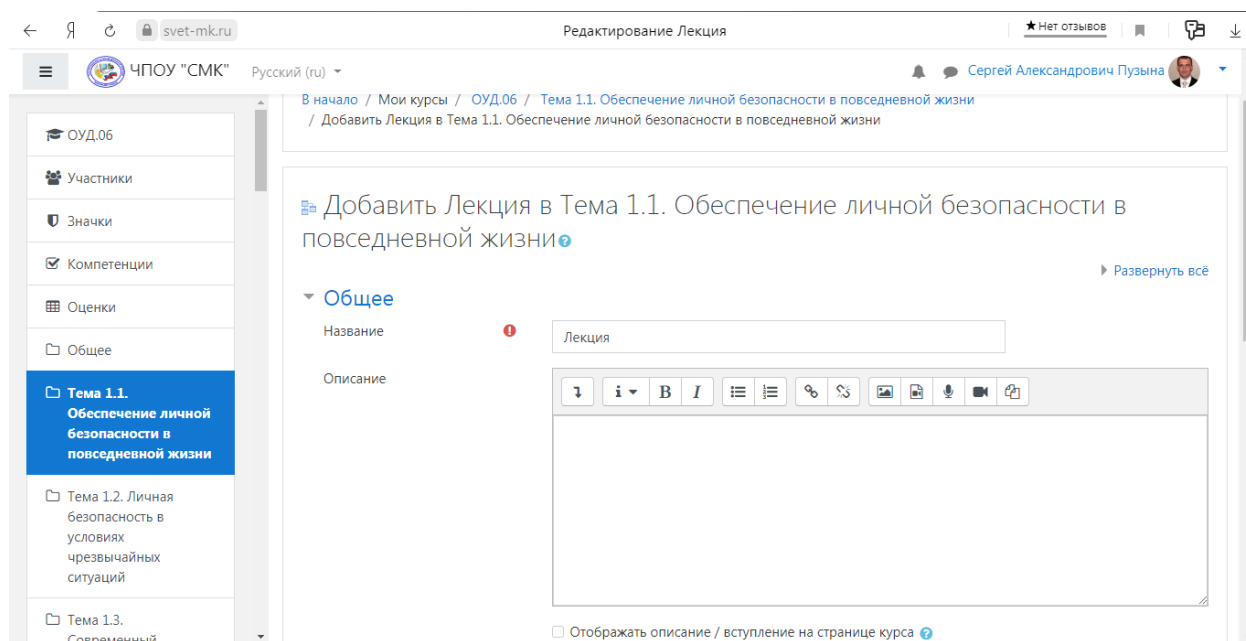 Я svet-mk.ru Редактирование Лекция ★ Нет отзывов
ЧПОУ "СМК" Русский (ru) Сергей Александрович Пузына
В начало / Мои курсы / ОУД.06 / Тема 1.1. Обеспечение личной безопасности в повседневной жизни
/ Добавить Лекция в Тема 1.1. Обеспечение личной безопасности в повседневной жизни
ОУД.06
Участники
Значки
Компетенции
Оценки
Общее
Тема 1.1.
Обеспечение личной
безопасности в
повседневной жизни
Тема 1.2. Личная
безопасность в
условиях
чрезвычайных
ситуаций
Тема 1.3.
Современный
Добавить Лекция в Тема 1.1. Обеспечение личной безопасности в
повседневной жизни
Развернуть всё
Общее
Название
Лекция
Описание
i B I
Отображать описание / вступление на странице курса